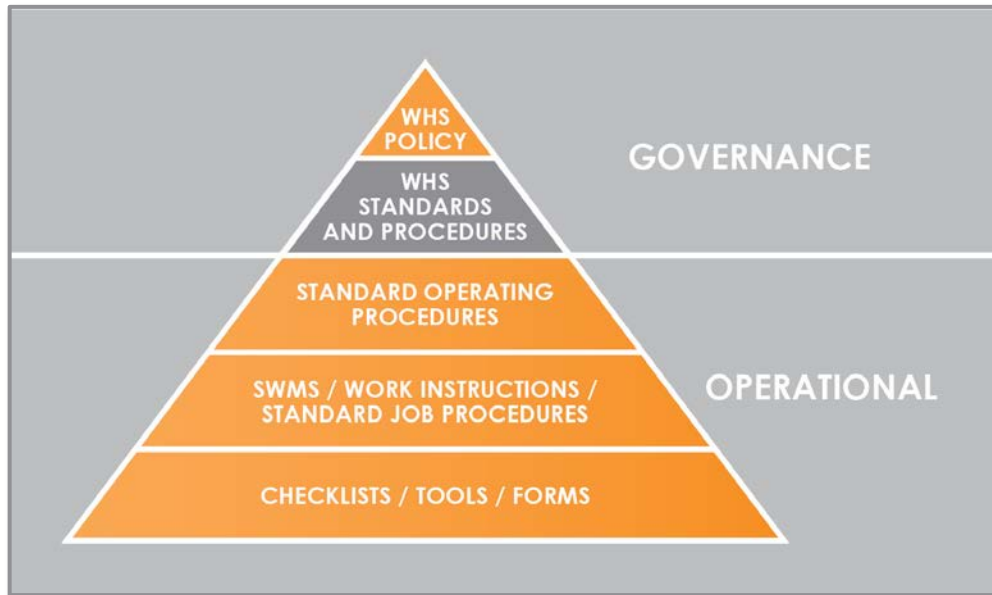 WHS
POLICY
GOVERNANCE
WHS
STANDARDS
AND PROCEDURES
STANDARD OPERATING
PROCEDURES
SWMS / WORK INSTRUCTIONS /
STANDARD JOB PROCEDURES
OPERATIONAL
CHECKLISTS / TOOLS / FORMS